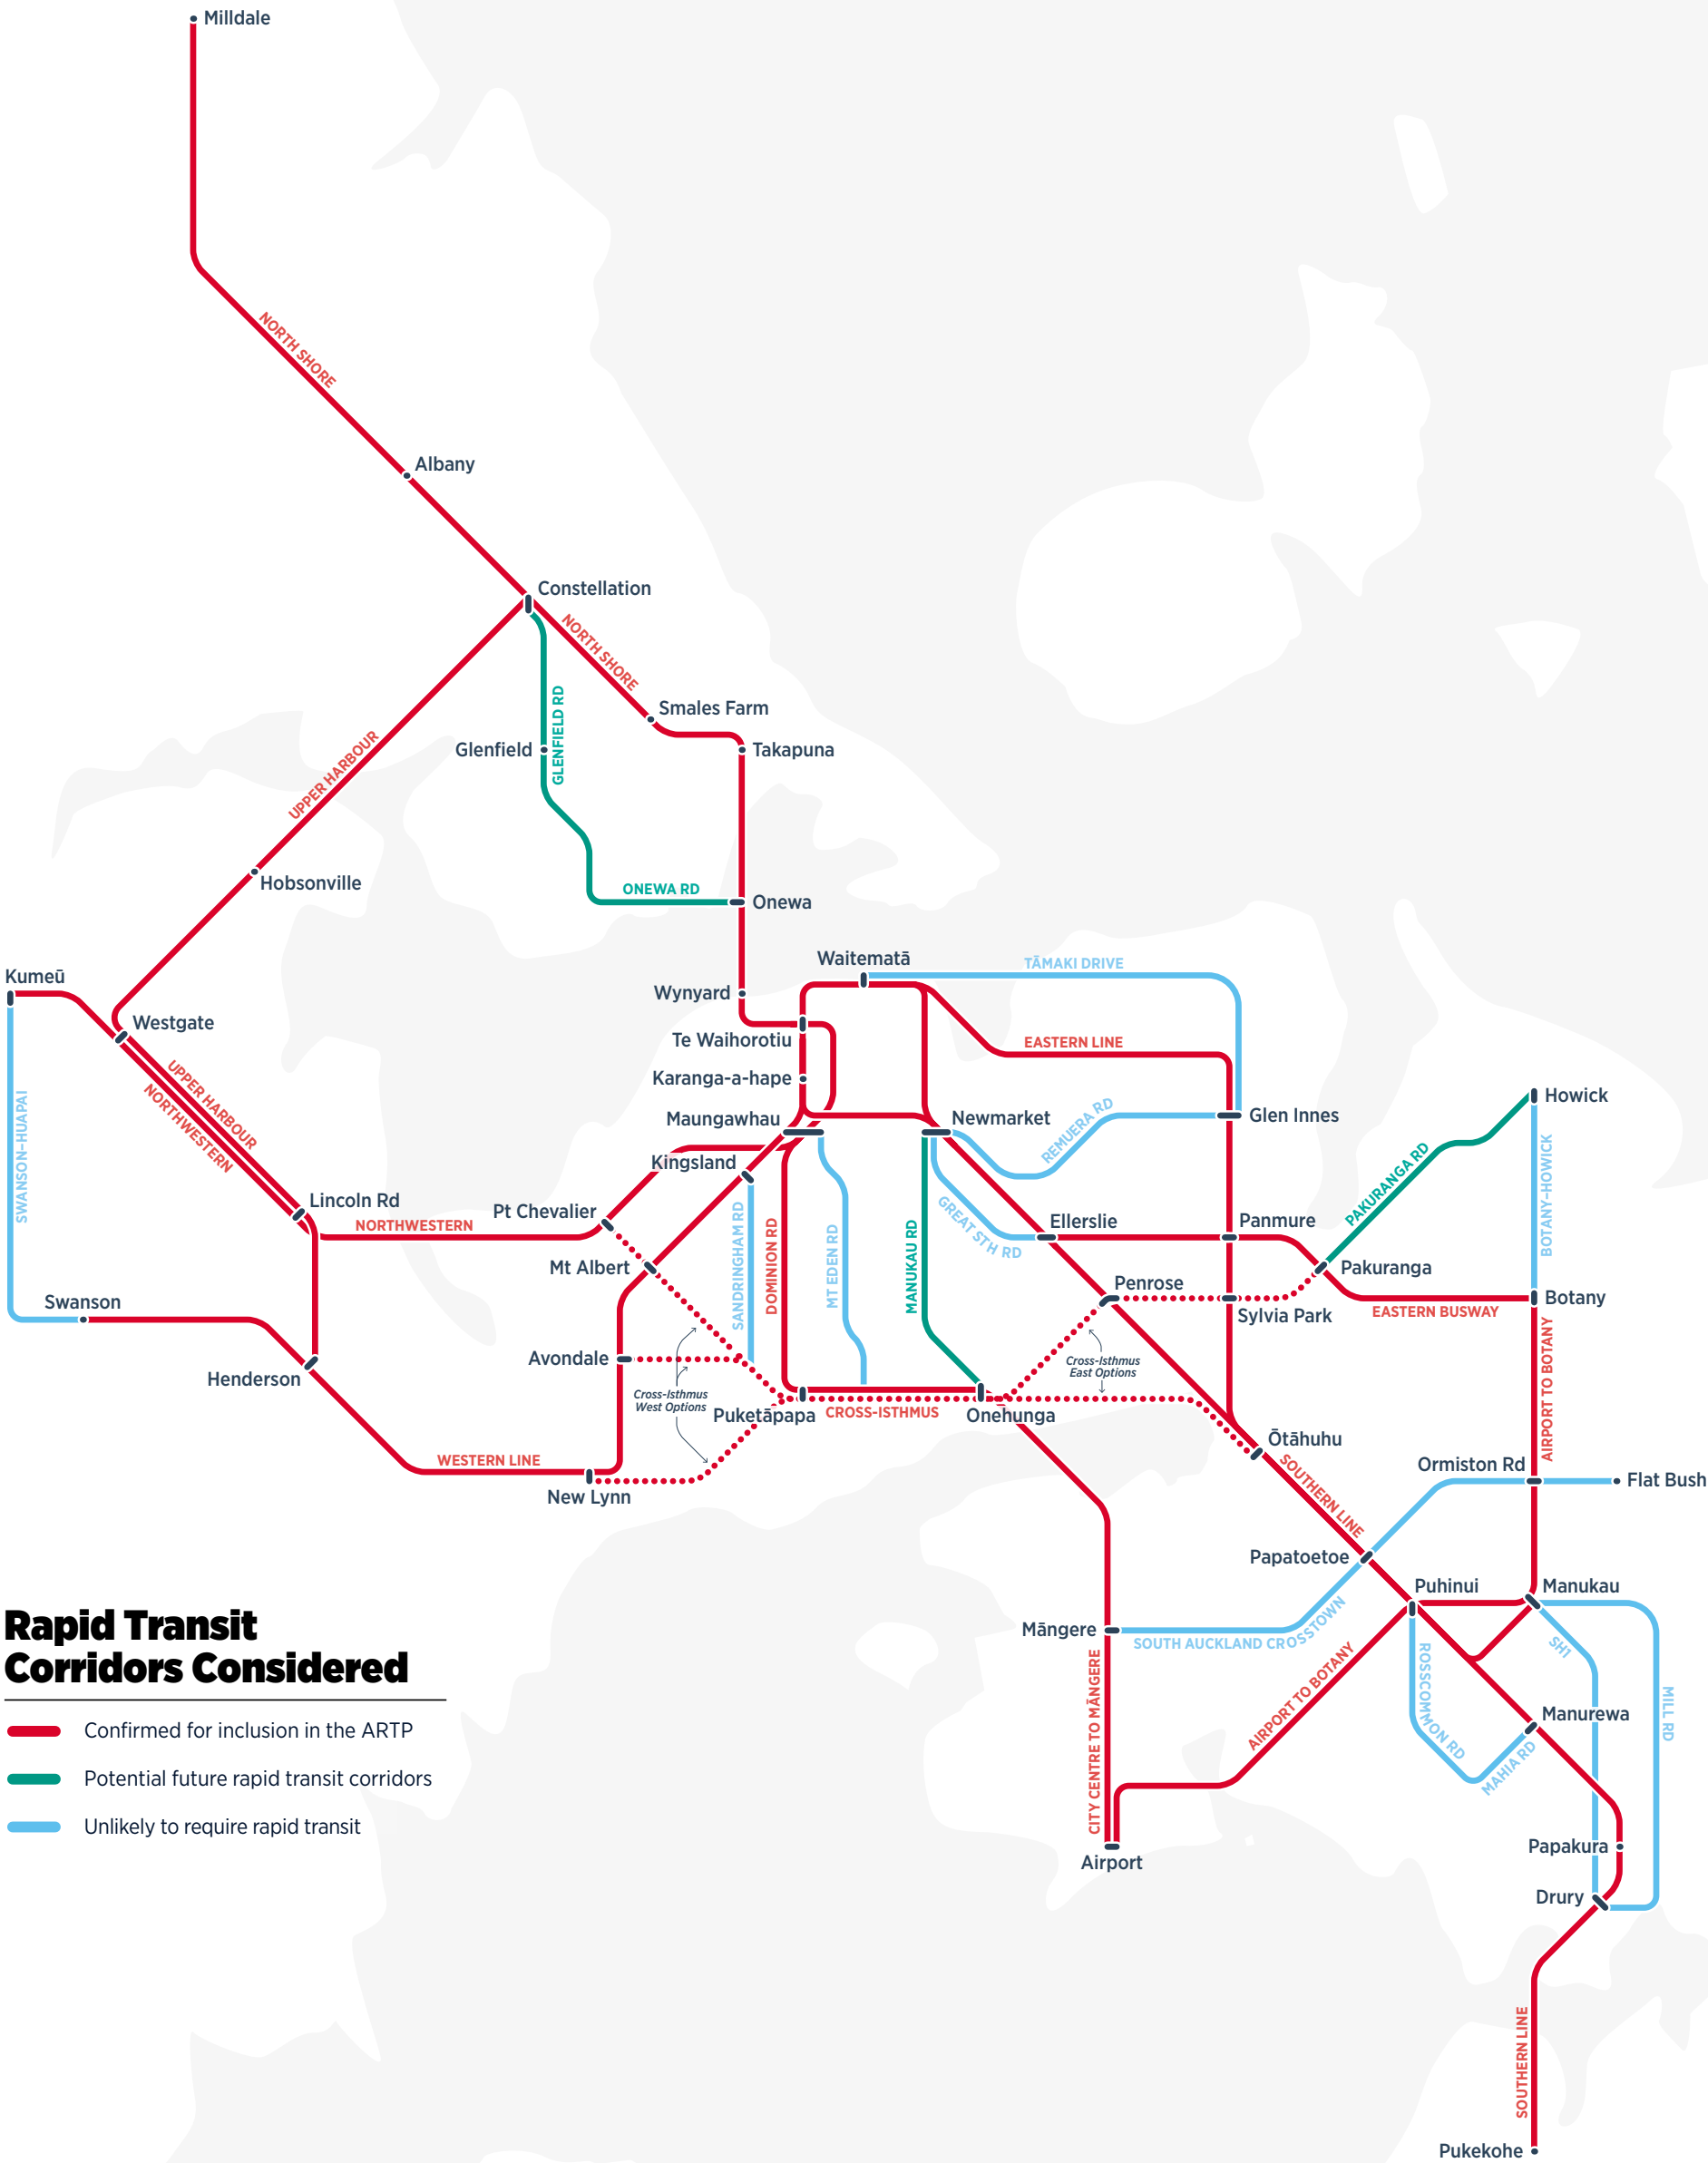 Milldale
NORTH SHORE
Albany
Constellation
NORTH SHORE
Smales Farm
Takapuna
Glenfield
GLENFIELD RD
UPPER HARBOUR
Hobsonville
ONEWA RD
Onewa
Waitematā
TĀMAKI DRIVE
Kumeū
Wynyard
Westgate
Te Waihorotiu
EASTERN LINE
Karanga-a-hape
UPPER HARBOUR
NORTHWESTERN
SWANSON-HUAPAI
Maungawhau
Newmarket
REMUERA RD
Glen Innes
Howick
Kingsland
PAKURANGA RD
BOTANY-HOWICK
Lincoln Rd
NORTHWESTERN
Pt Chevalier
GREAT STH RD
Ellerslie
Panmure
Mt Albert
SANDRINGHAM RD
DOMINION RD
MT EDEN RD
MANUKAU RD
Pakuranga
Penrose
Sylvia Park
EASTERN BUSWAY
Botany
Swanson
Henderson
Avondale
Cross-Isthmus
West Options
Cross-Isthmus
East Options
AIRPORT TO BOTANY
Puketāpapa
CROSS-ISTHMUS
Onehunga
Ōtāhuhu
WESTERN LINE
New Lynn
SOUTHERN LINE
Ormiston Rd
Flat Bush
Papatoetoe
Puhinui
Manukau
Māngere
SOUTH AUCKLAND CROSSTOWN
SH1
CITY CENTRE TO MĀNGERE
AIRPORT TO BOTANY
ROSCOMMON RD
MAHIA RD
Manurewa
MILL RD
Airport
Papakura
Drury
SOUTHERN LINE
Pukekohe
Rapid Transit
Corridors Considered
Confirmed for inclusion in the ARTP
Potential future rapid transit corridors
Unlikely to require rapid transit